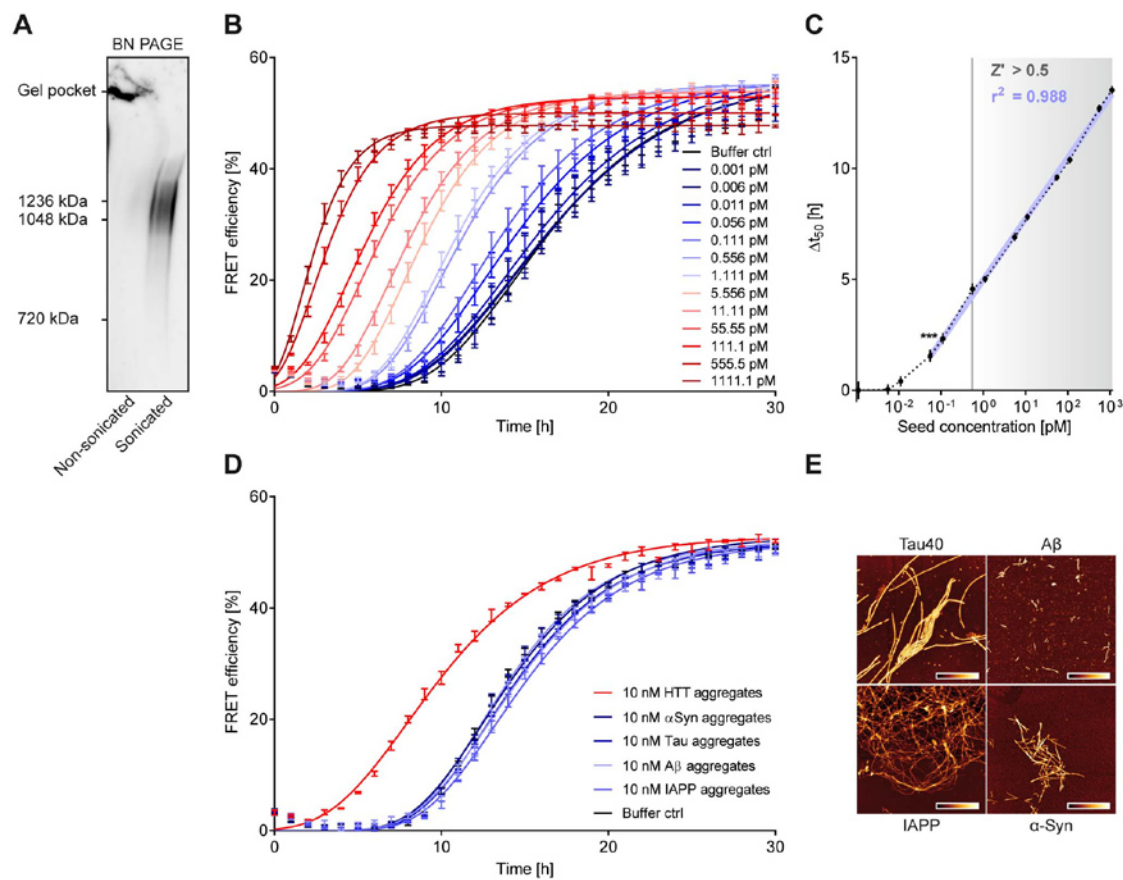 A
BN PAGE
Gel pocket
1236 kDa
1048 kDa
720 kDa
Non-sonicated
Sonicated
B
60
40
20
0
FRET efficiency [%]
0
10
20
30
Time [h]
Buffer ctrl
0.001 pM
0.006 pM
0.011 pM
0.056 pM
0.111 pM
0.556 pM
1.111 pM
5.556 pM
11.11 pM
55.55 pM
111.1 pM
555.5 pM
1111.1 pM
C
15
10
5
0
Δt50 [h]
Z' > 0.5
r² = 0.988
***
10⁻² 10⁻¹ 10⁰ 10¹ 10² 10³
Seed concentration [pM]
D
60
40
20
0
FRET efficiency [%]
0
10
20
30
Time [h]
10 nM HTT aggregates
10 nM αSyn aggregates
10 nM Tau aggregates
10 nM Aβ aggregates
10 nM IAPP aggregates
Buffer ctrl
E
Tau40
Aβ
IAPP
α-Syn